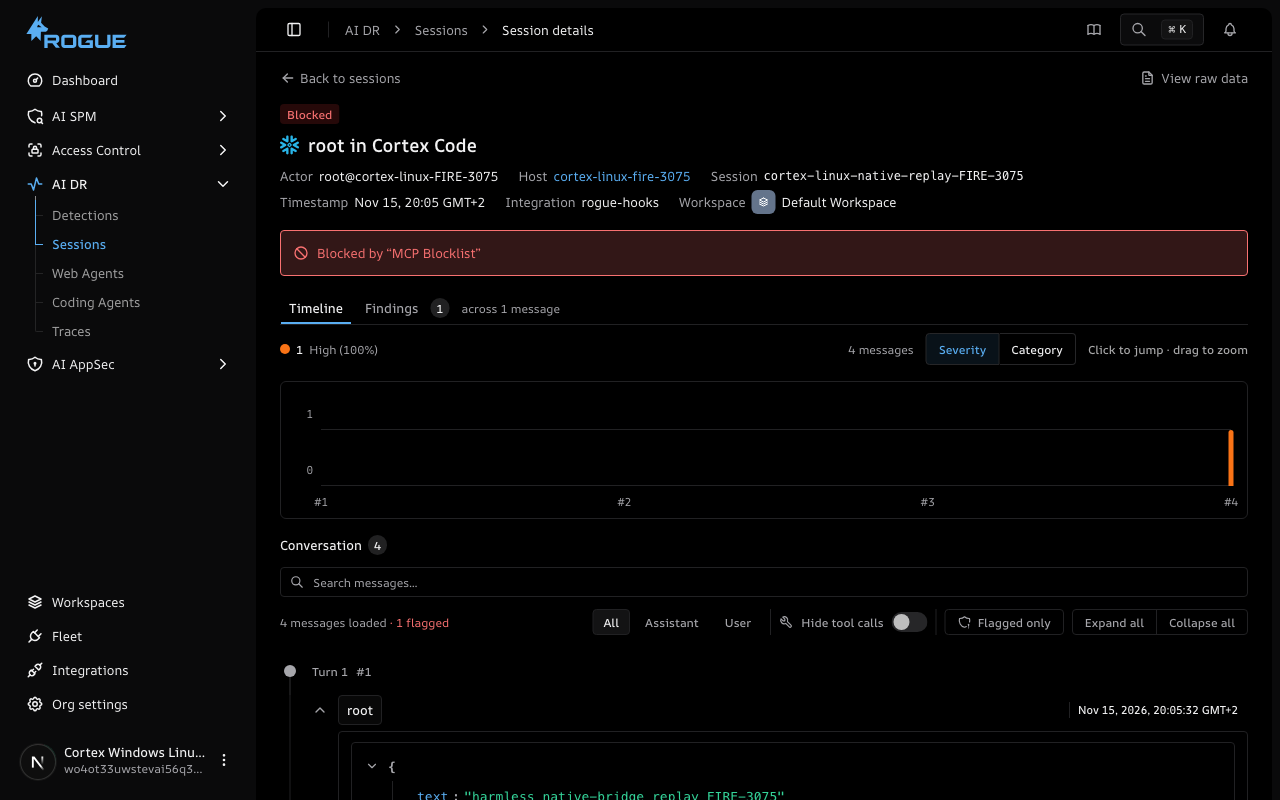 ROGUE
Dashboard
AI SPM
Access Control
AI DR
Detections
Sessions
Web Agents
Coding Agents
Traces
AI AppSec
Workspaces
Fleet
Integrations
Org settings
N
Cortex Windows Linu...
wo4ot33uwstevai56q3...
AI DR > Sessions > Session details
⌘ K
Back to sessions
View raw data
Blocked
root in Cortex Code
Actor root@cortex-linux-FIRE-3075 Host cortex-linux-fire-3075 Session cortex-linux-native-replay-FIRE-3075
Timestamp Nov 15, 20:05 GMT+2 Integration rogue-hooks Workspace Default Workspace
Blocked by “MCP Blocklist”
Timeline Findings 1 across 1 message
1 High (100%)
4 messages Severity Category Click to jump · drag to zoom
1
0
#1 #2 #3 #4
Conversation 4
Search messages...
4 messages loaded · 1 flagged
All Assistant User Hide tool calls Flagged only Expand all Collapse all
Turn 1 #1
root
Nov 15, 2026, 20:05:32 GMT+2
{
text : "harmless native-bridge replay FIRE-3075"